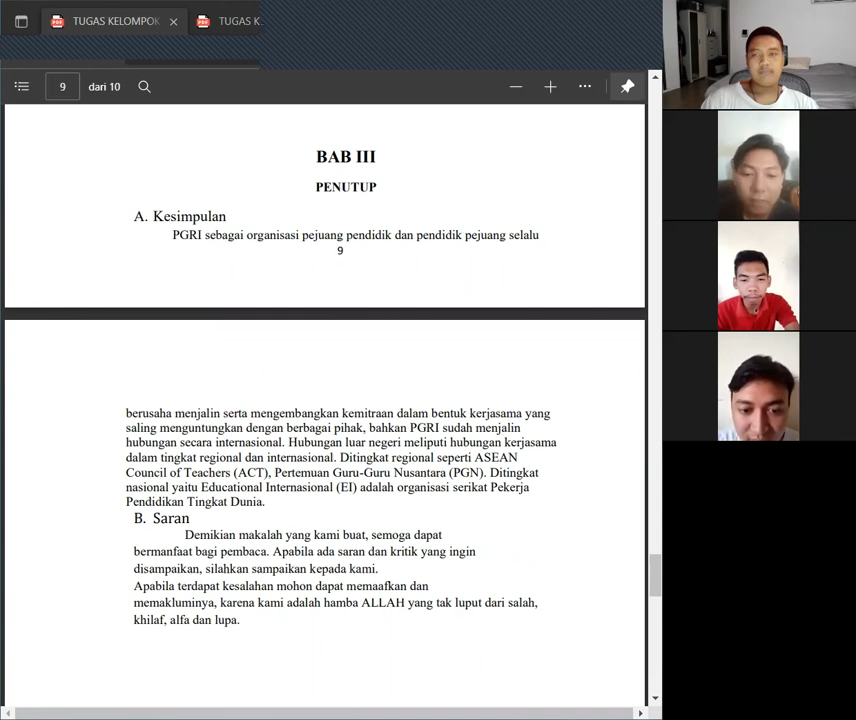 TUGAS KELOMPOK
TUGAS K
9 dari 10
BAB III
PENUTUP
A. Kesimpulan
PGRI sebagai organisasi pejuang pendidik dan pendidik pejuang selalu
9
berusaha menjalin serta mengembangkan kemitraan dalam bentuk kerjasama yang
saling menguntungkan dengan berbagai pihak, bahkan PGRI sudah menjalin
hubungan secara internasional. Hubungan luar negeri meliputi hubungan kerjasama
dalam tingkat regional dan internasional. Ditingkat regional seperti ASEAN
Council of Teachers (ACT), Pertemuan Guru-Guru Nusantara (PGN). Ditingkat
nasional yaitu Educational Internasional (EI) adalah organisasi serikat Pekerja
Pendidikan Tingkat Dunia.
B. Saran
Demikian makalah yang kami buat, semoga dapat
bermanfaat bagi pembaca. Apabila ada saran dan kritik yang ingin
disampaikan, silahkan sampaikan kepada kami.
Apabila terdapat kesalahan mohon dapat memaafkan dan
memakluminya, karena kami adalah hamba ALLAH yang tak luput dari salah,
khilaf, alfa dan lupa.